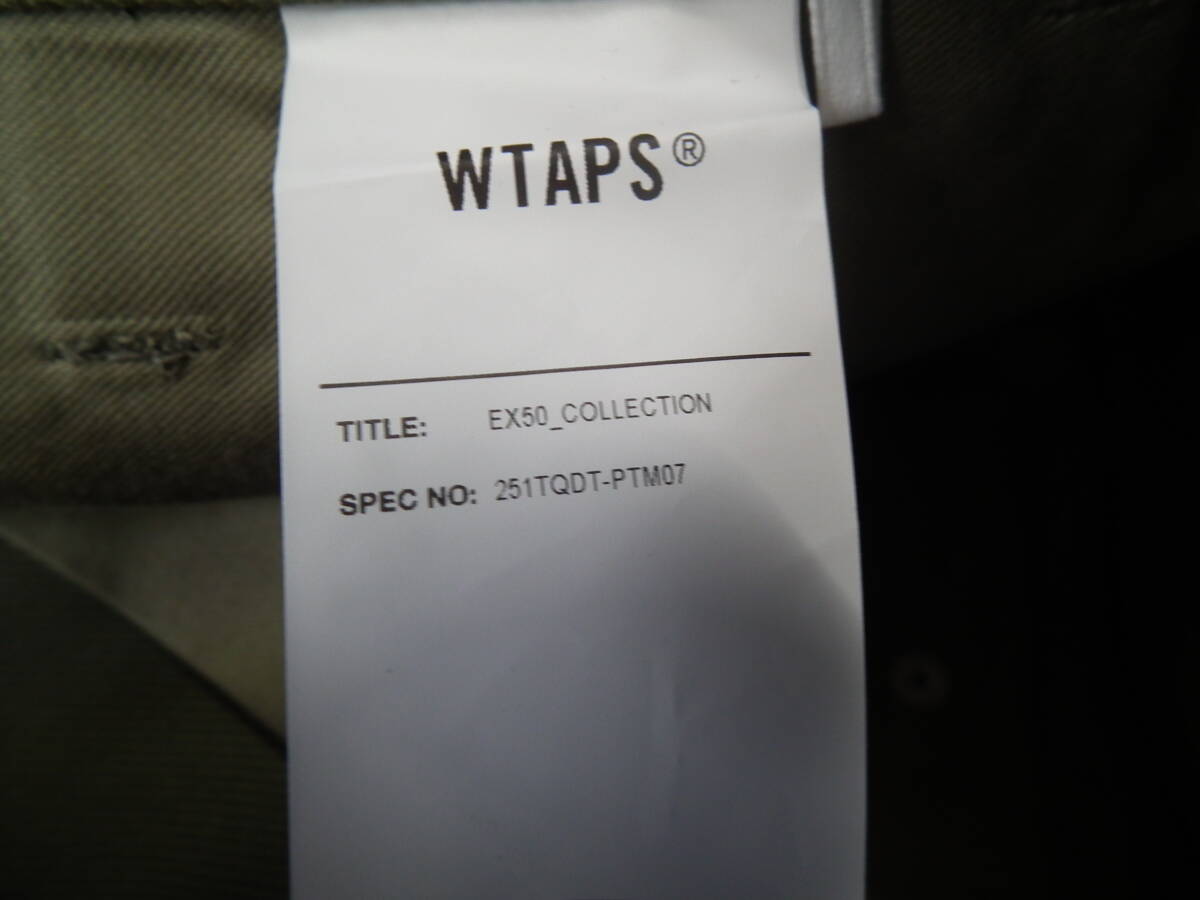 WTAPS®
TITLE: EX50_COLLECTION
SPEC NO: 251TQDT-PTM07